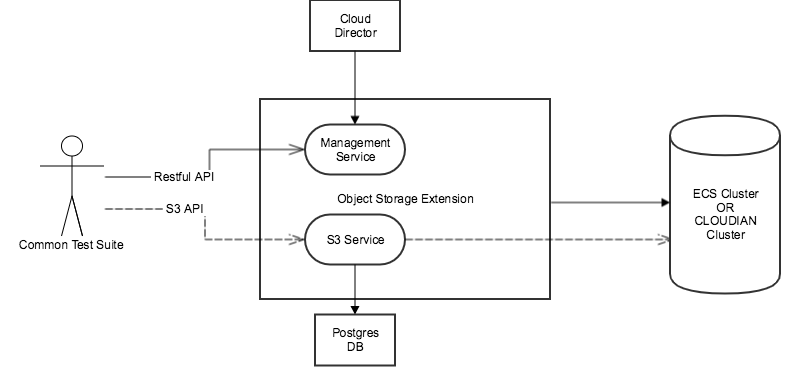 Cloud
Director
Management
Service
Restful API
Object Storage Extension
S3 API
S3 Service
Common Test Suite
ECS Cluster
OR
CLOUDIAN
Cluster
Postgres
DB